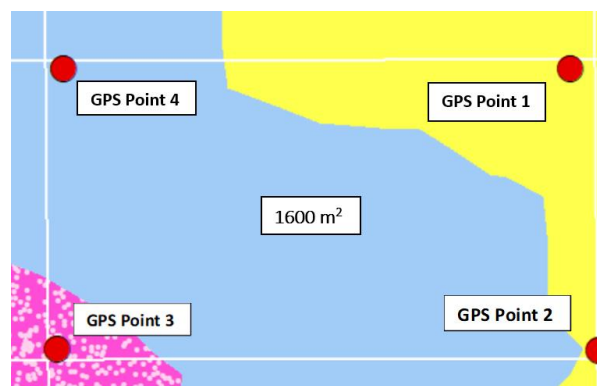 GPS Point 4
GPS Point 1
1600 m²
GPS Point 3
GPS Point 2